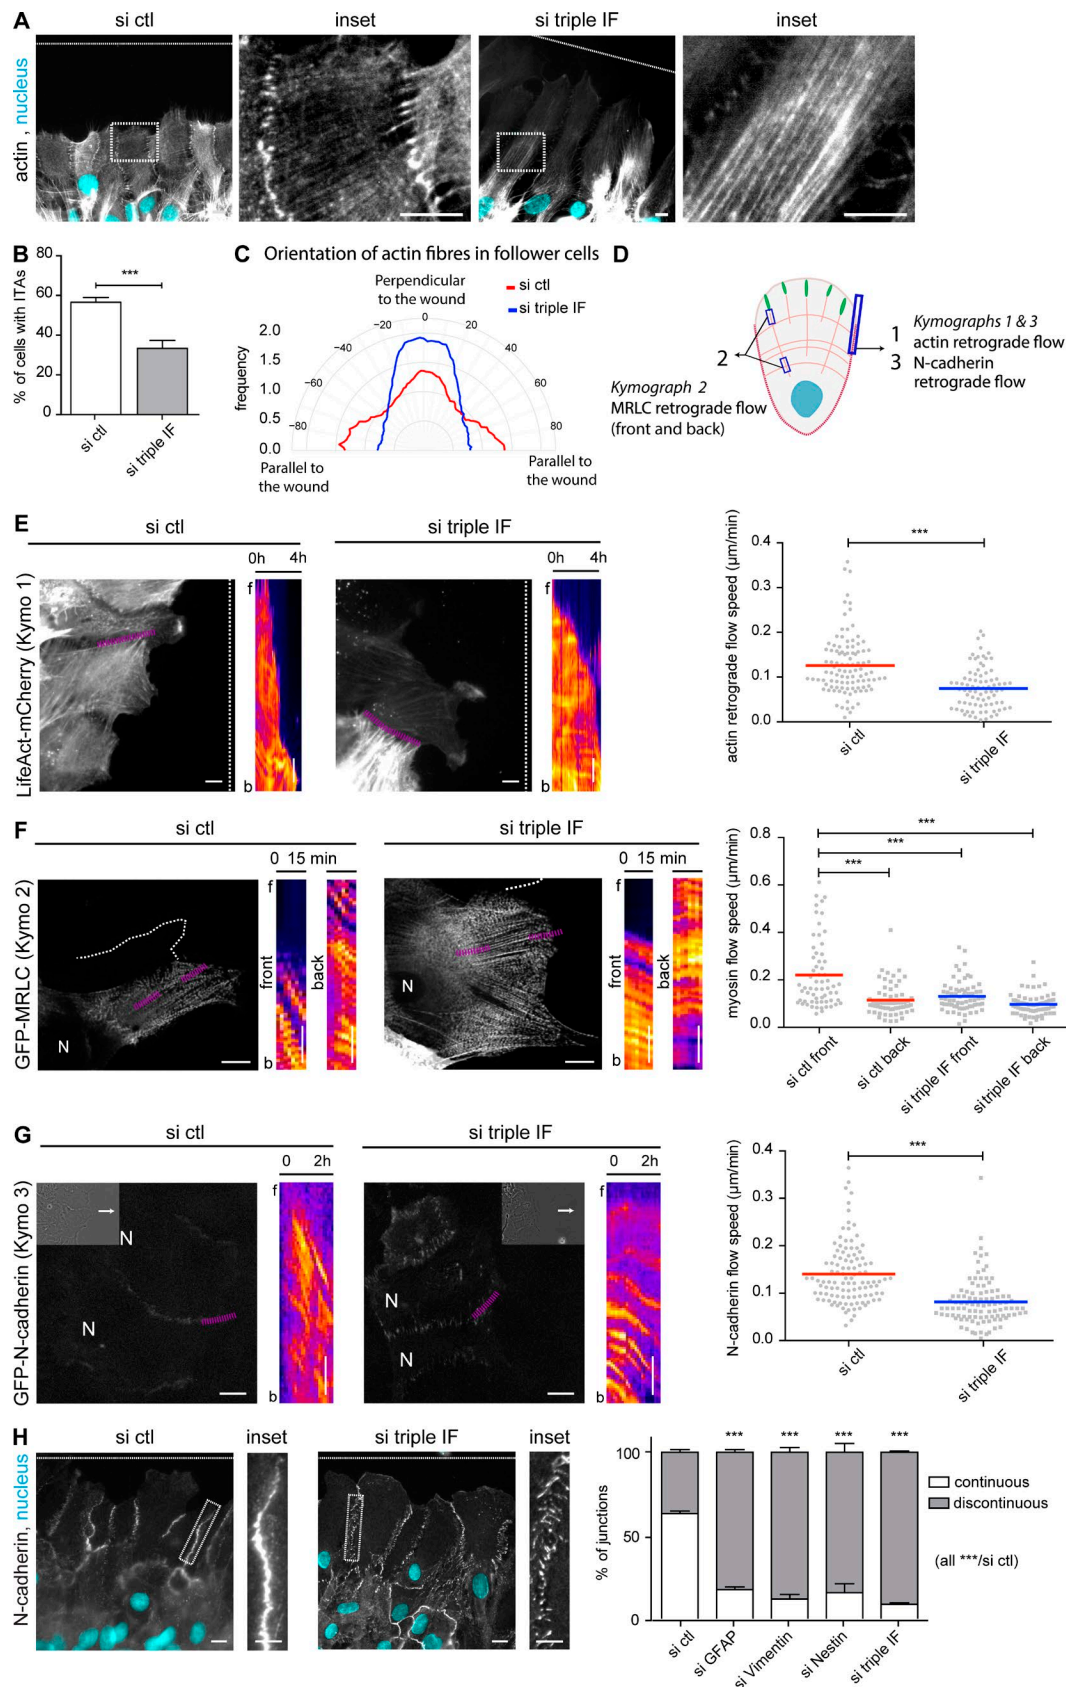 A
si ctl
inset
si triple IF
inset
actin , nucleus
B
80
60
40
20
0
% of cells with ITAs
***
si ctl
si triple IF
C Orientation of actin fibres in follower cells
Perpendicular
to the wound
si ctl
si triple IF
−80
−60
−40
−20
0
20
40
60
80
frequency
2.0
1.5
1.0
0.5
0.0
Parallel to
the wound
Parallel to
the wound
D
2
Kymograph 2
MRLC retrograde flow
(front and back)
Kymographs 1 & 3
1 actin retrograde flow
3 N-cadherin
retrograde flow
E
si ctl
si triple IF
0h 4h
0h 4h
LifeAct-mCherry (Kymo 1)
f
b
f
b
actin retrograde flow speed (µm/min)
0.4
0.3
0.2
0.1
0.0
***
si ctl
si triple IF
F
si ctl
si triple IF
0 15 min
0 15 min
GFP-MRLC (Kymo 2)
N
f
front
b
back
N
f
front
b
back
myosin flow speed (µm/min)
0.8
0.6
0.4
0.2
0.0
***
***
***
si ctl front
si ctl back
si triple IF front
si triple IF back
G
si ctl
si triple IF
0 2h
0 2h
GFP-N-cadherin (Kymo 3)
N
N
f
b
N
N
f
b
N-cadherin flow speed (µm/min)
0.4
0.3
0.2
0.1
0.0
***
si ctl
si triple IF
H
si ctl
inset
si triple IF
inset
N-cadherin, nucleus
% of junctions
100
50
0
***
***
***
***
continuous
discontinuous
(all ***/si ctl)
si ctl
si GFAP
si Vimentin
si Nestin
si triple IF